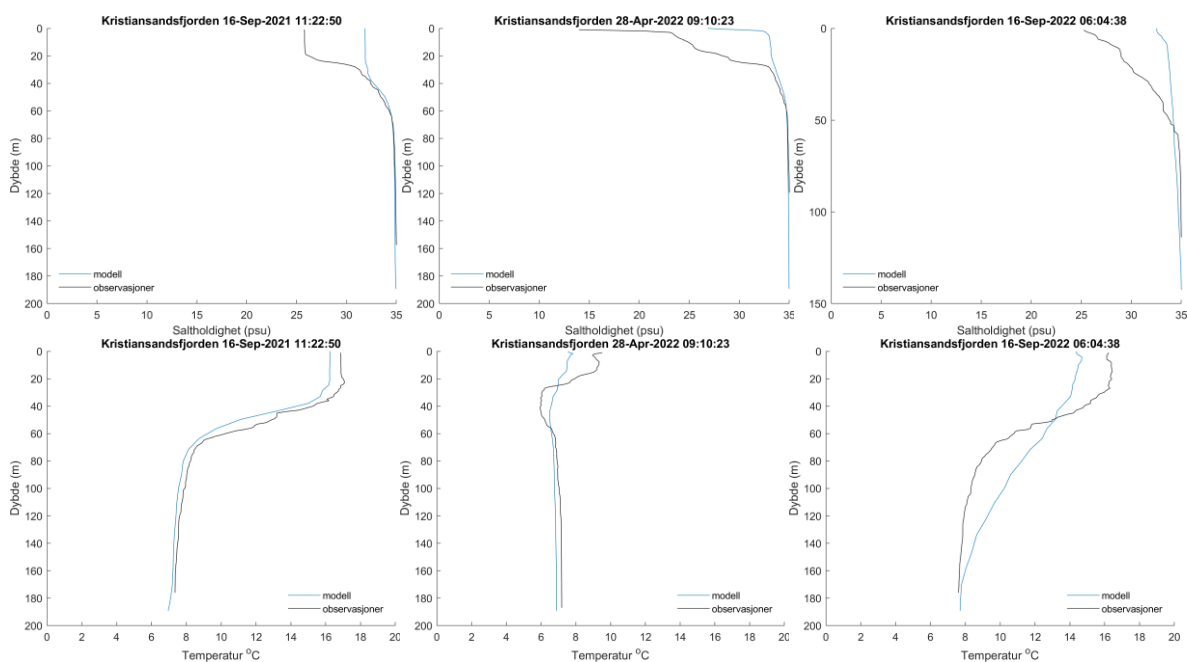 Kristiansandsfjorden 16-Sep-2021 11:22:50
0
20
40
60
80
100
120
140
160
180
200
Dybde (m)
modell
observasjoner
0 5 10 15 20 25 30 35
Saltholdighet (psu)
Kristiansandsfjorden 28-Apr-2022 09:10:23
0
20
40
60
80
100
120
140
160
180
200
Dybde (m)
modell
observasjoner
0 5 10 15 20 25 30 35
Saltholdighet (psu)
Kristiansandsfjorden 16-Sep-2022 06:04:38
0
50
100
150
Dybde (m)
modell
observasjoner
0 5 10 15 20 25 30 35
Saltholdighet (psu)
Kristiansandsfjorden 16-Sep-2021 11:22:50
0
20
40
60
80
100
120
140
160
180
200
Dybde (m)
modell
observasjoner
0 2 4 6 8 10 12 14 16 18 20
Temperatur °C
Kristiansandsfjorden 28-Apr-2022 09:10:23
0
20
40
60
80
100
120
140
160
180
200
Dybde (m)
modell
observasjoner
0 2 4 6 8 10 12 14 16 18 20
Temperatur °C
Kristiansandsfjorden 16-Sep-2022 06:04:38
0
20
40
60
80
100
120
140
160
180
200
Dybde (m)
modell
observasjoner
0 2 4 6 8 10 12 14 16 18 20
Temperatur °C